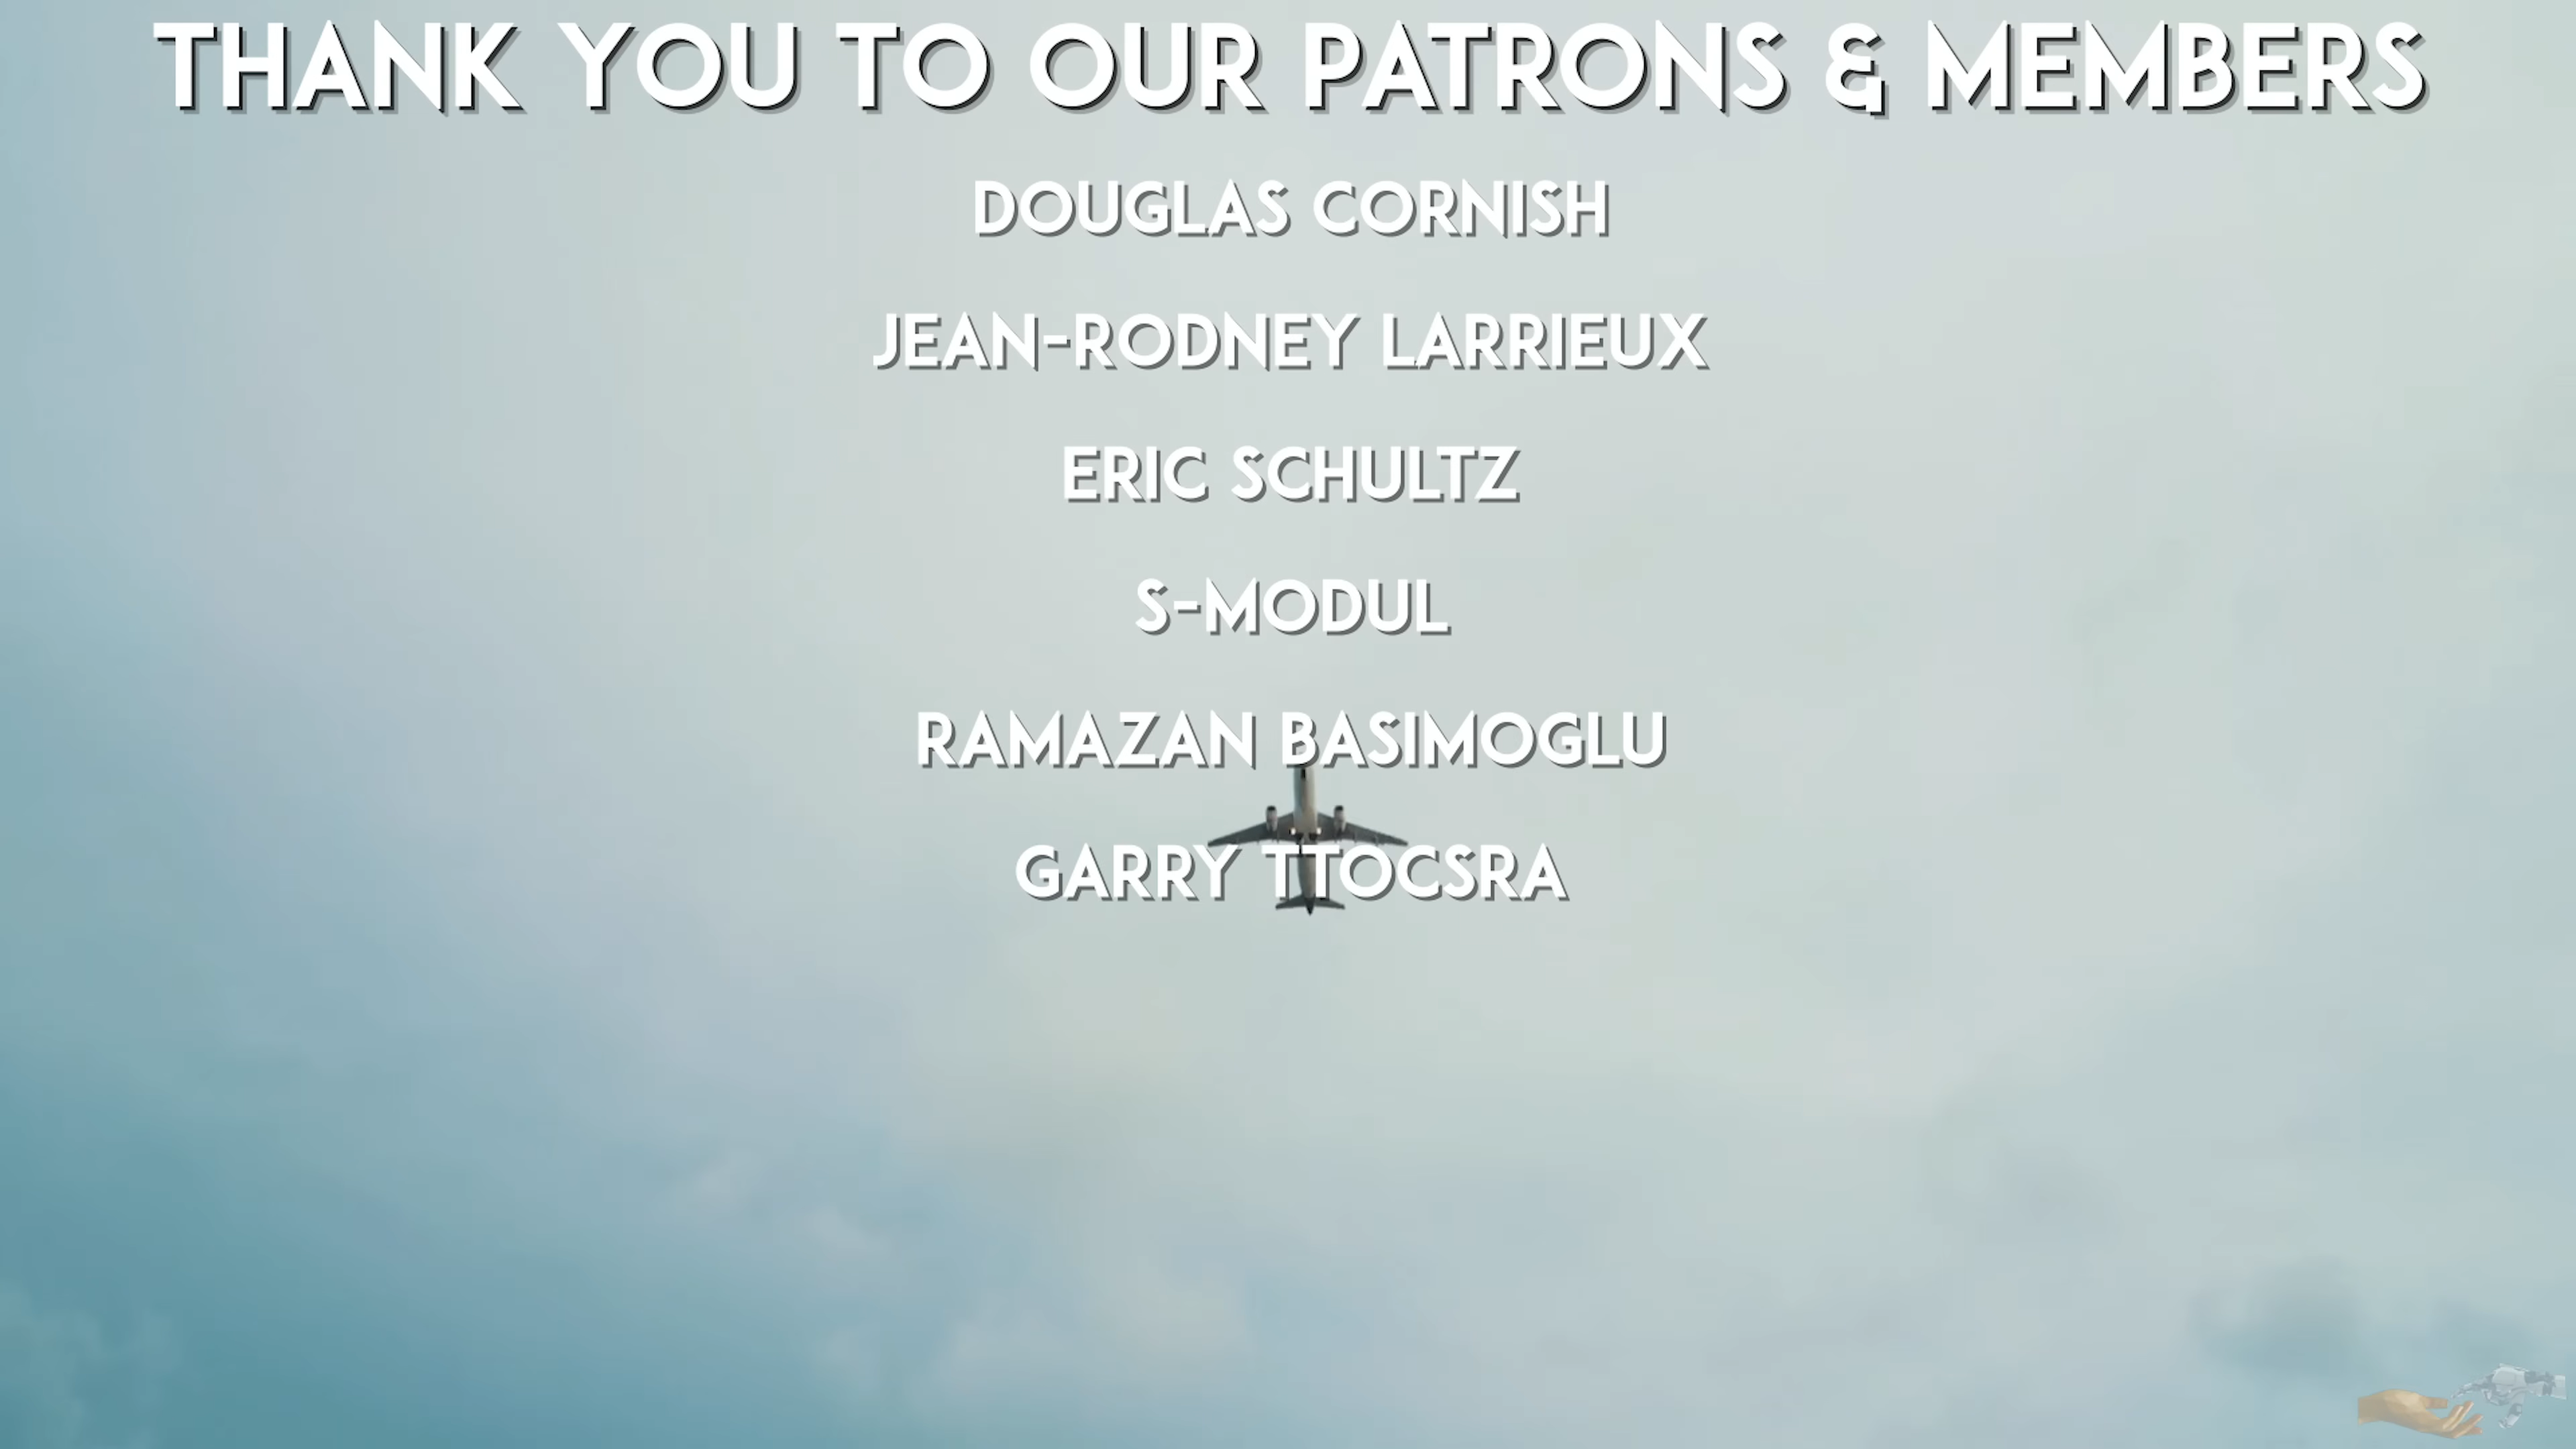 THANK YOU TO OUR PATRONS & MEMBERS
DOUGLAS CORNISH
JEAN-RODNEY LARRIEUX
ERIC SCHULTZ
S-MODUL
RAMAZAN BASIMOGLU
GARRY TTOCSRA